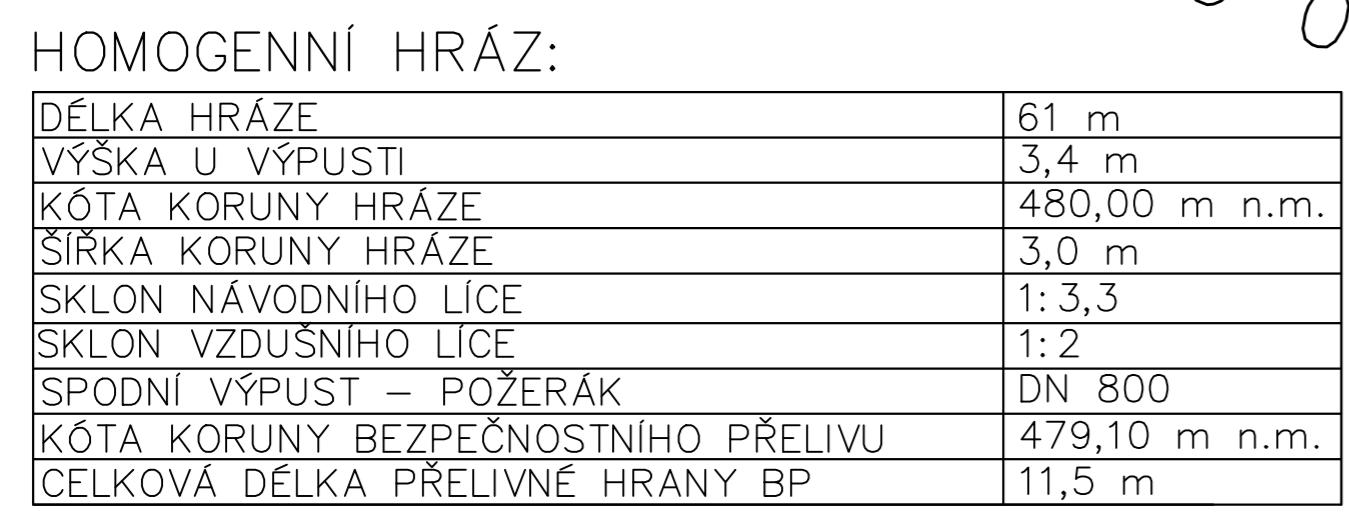 HOMOGENNÍ HRÁZ:
DÉLKA HRÁZE 61 m
VÝŠKA U VÝPUSTI 3,4 m
KÓTA KORUNY HRÁZE 480,00 m n.m.
ŠÍŘKA KORUNY HRÁZE 3,0 m
SKLON NÁVODNÍHO LÍCE 1:3,3
SKLON VZDUŠNÍHO LÍCE 1:2
SPODNÍ VÝPUST – POŽERÁK DN 800
KÓTA KORUNY BEZPEČNOSTNÍHO PŘELIVU 479,10 m n.m.
CELKOVÁ DÉLKA PŘELIVNÉ HRANY BP 11,5 m